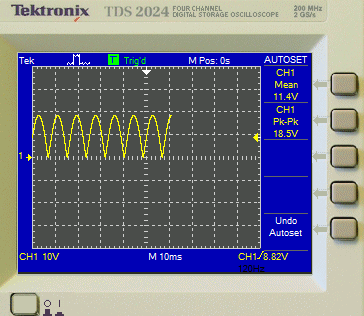 Tektronix TDS 2024 FOUR CHANNEL DIGITAL STORAGE OSCILLOSCOPE 200 MHz 2 GS/s
Tek T Trig'd M Pos: 0s AUTOSET
CH1
Mean
11.4V
CH1
Pk-Pk
18.5V
1
Undo
Autoset
CH1 10V M 10ms CH1 8.82V